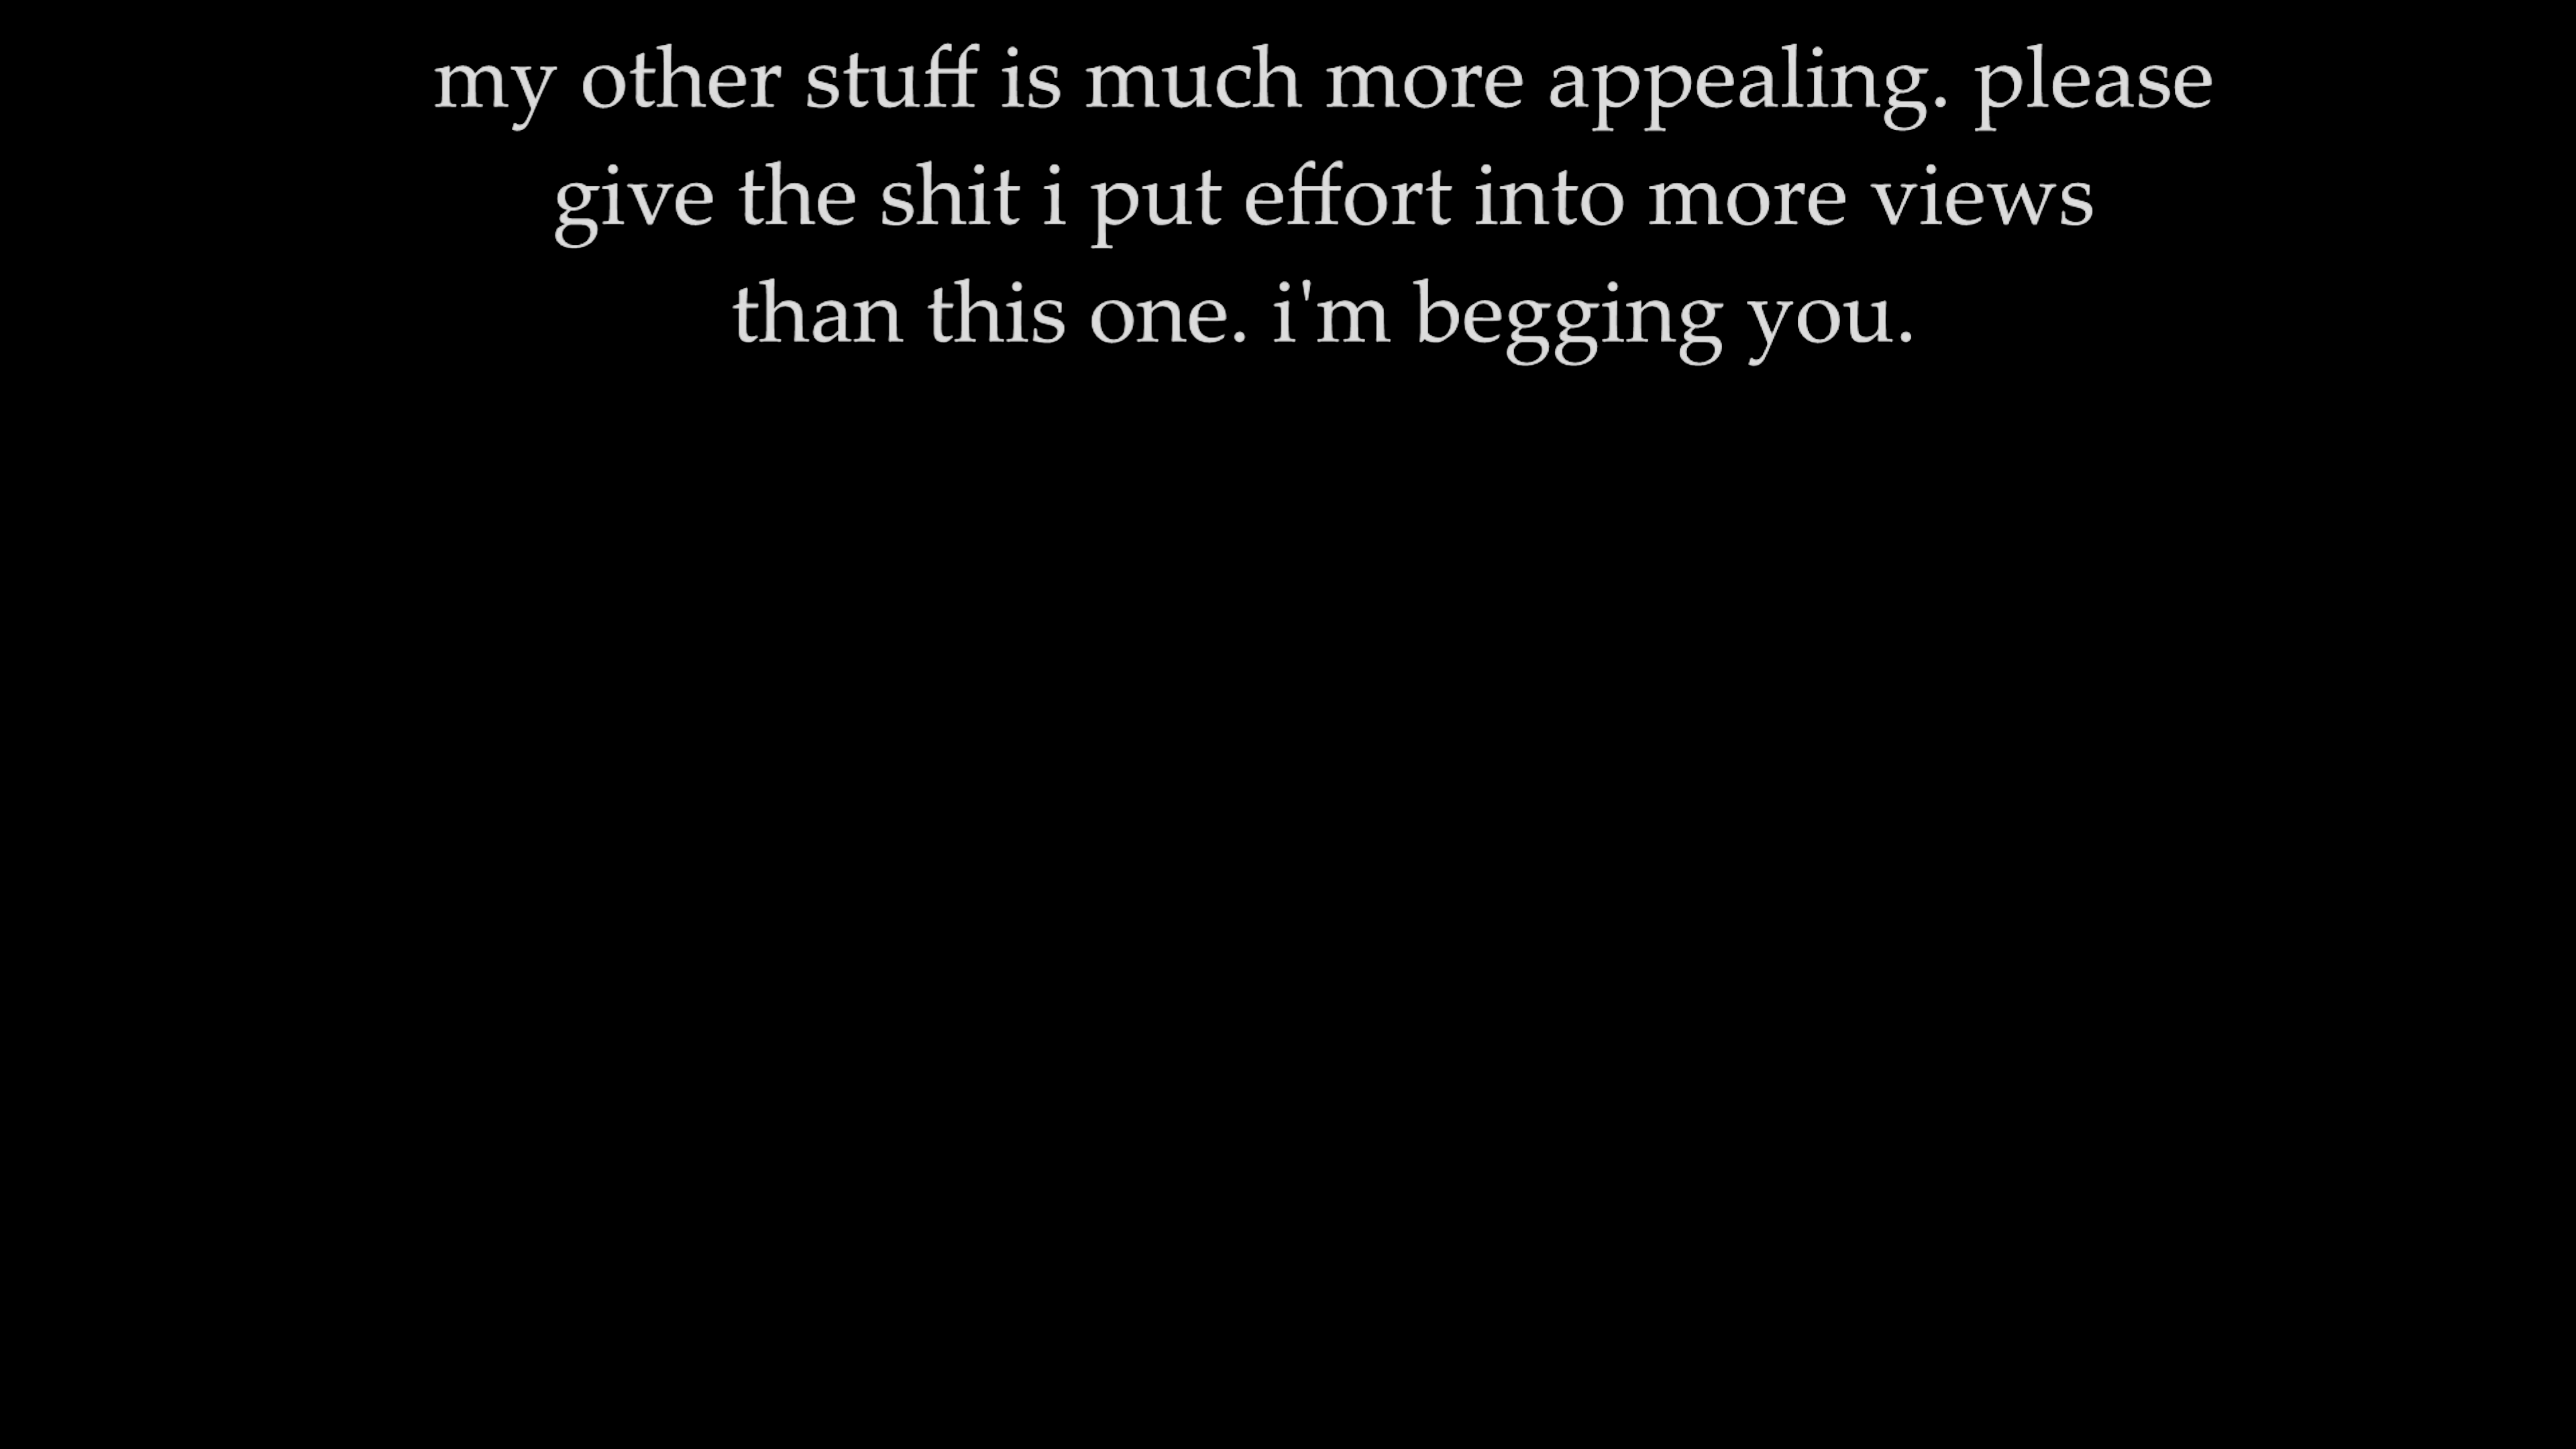 my other stuff is much more appealing. please
give the shit i put effort into more views
than this one. i'm begging you.